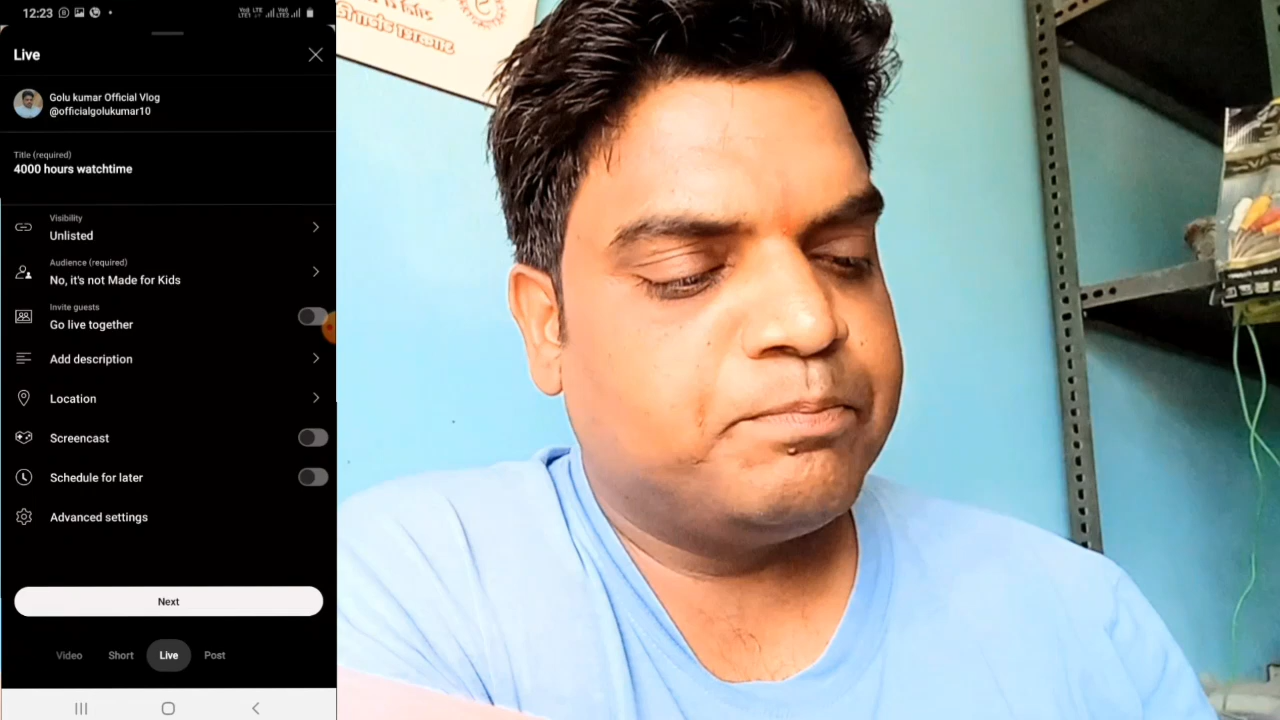 12:23
Live
Golu kumar Official Vlog
@officialgolukumar10
Title (required)
4000 hours watchtime
Visibility
Unlisted
Audience (required)
No, it's not Made for Kids
Invite guests
Go live together
Add description
Location
Screencast
Schedule for later
Advanced settings
Next
Video Short Live Post